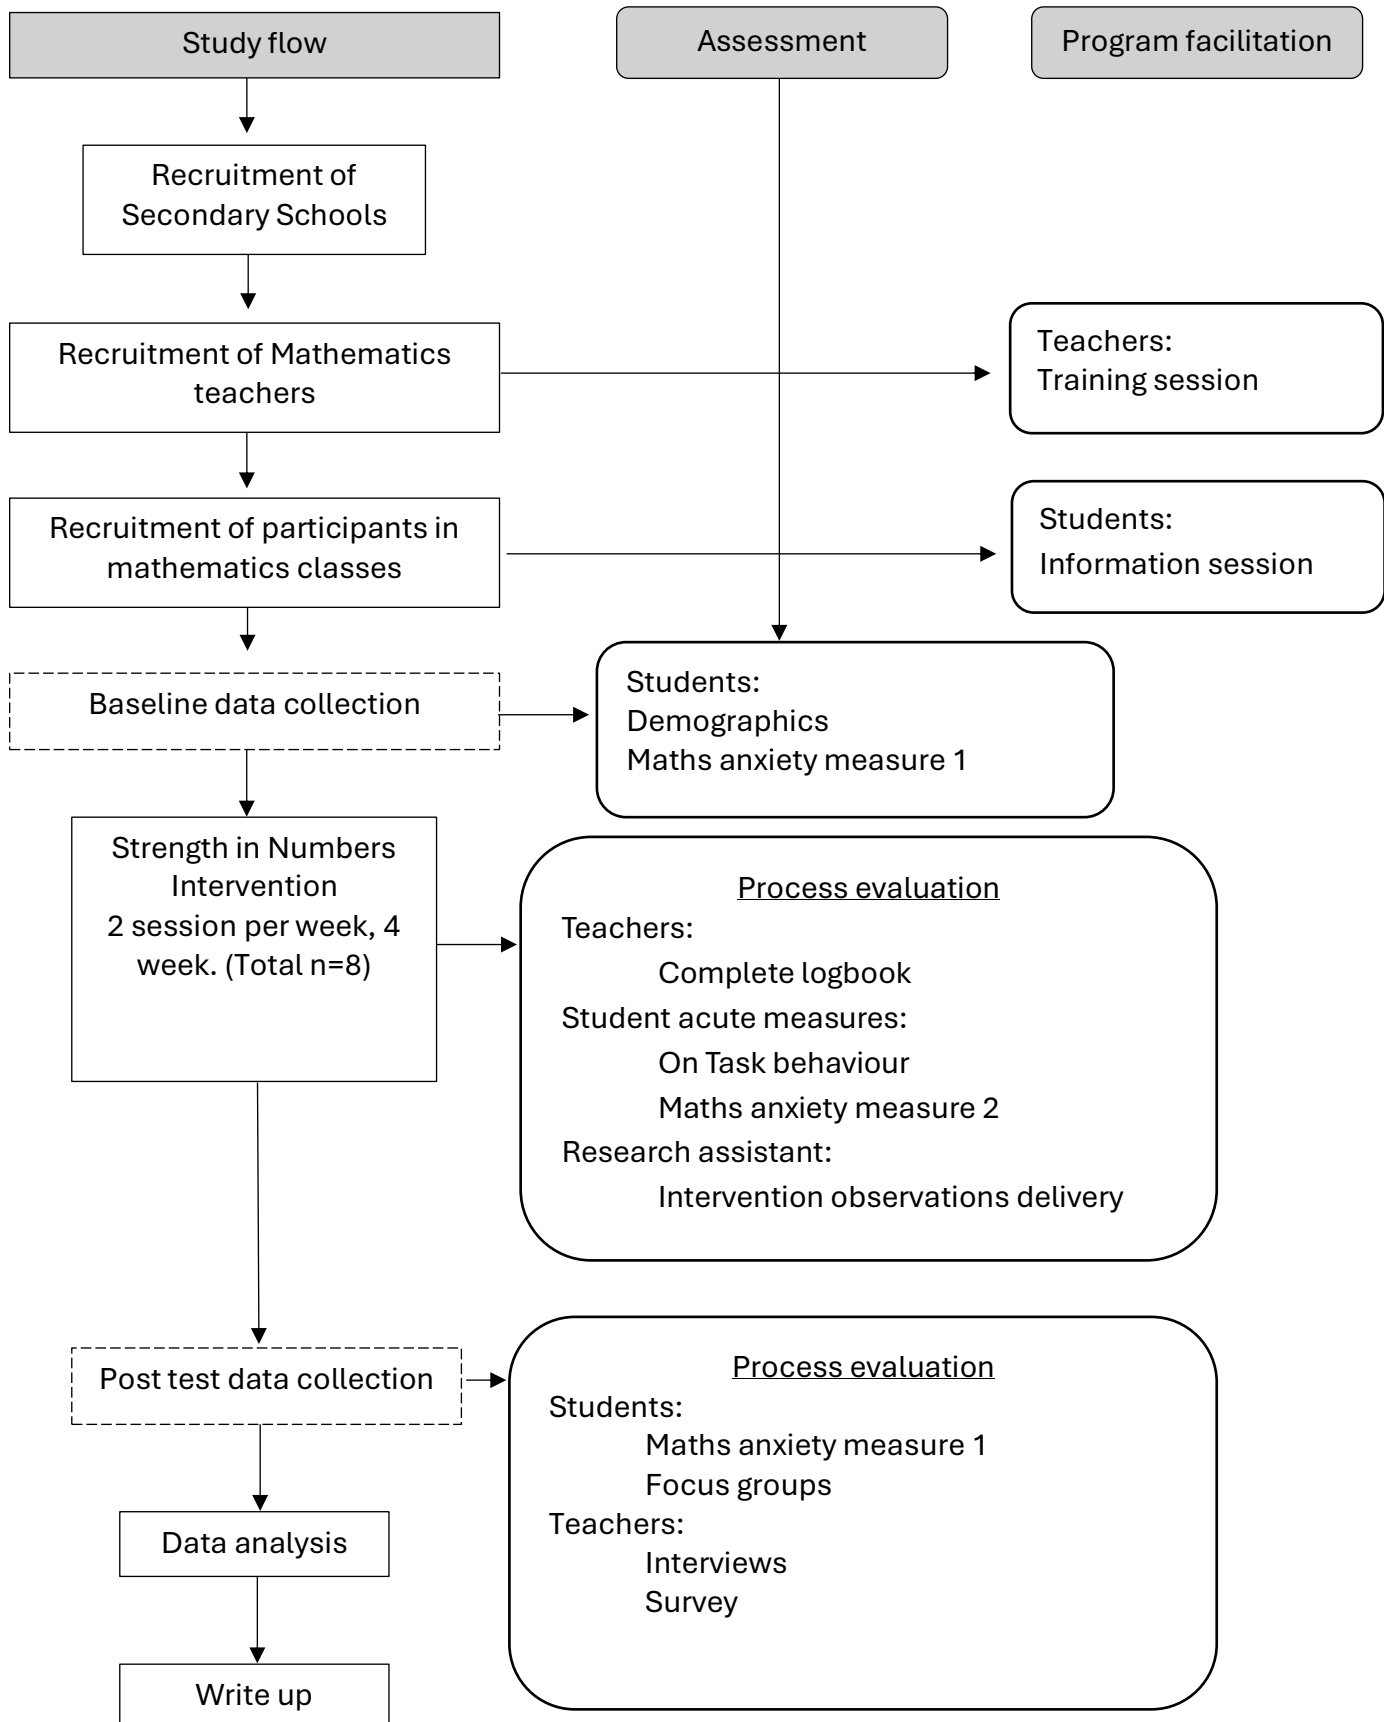 Study flow
Assessment
Program facilitation
Recruitment of
Secondary Schools
Recruitment of Mathematics
teachers
Teachers:
Training session
Recruitment of participants in
mathematics classes
Students:
Information session
Baseline data collection
Students:
Demographics
Maths anxiety measure 1
Strength in Numbers
Intervention
2 session per week, 4
week. (Total n=8)
Process evaluation
Teachers:
Complete logbook
Student acute measures:
On Task behaviour
Maths anxiety measure 2
Research assistant:
Intervention observations delivery
Post test data collection
Process evaluation
Students:
Maths anxiety measure 1
Focus groups
Teachers:
Interviews
Survey
Data analysis
Write up